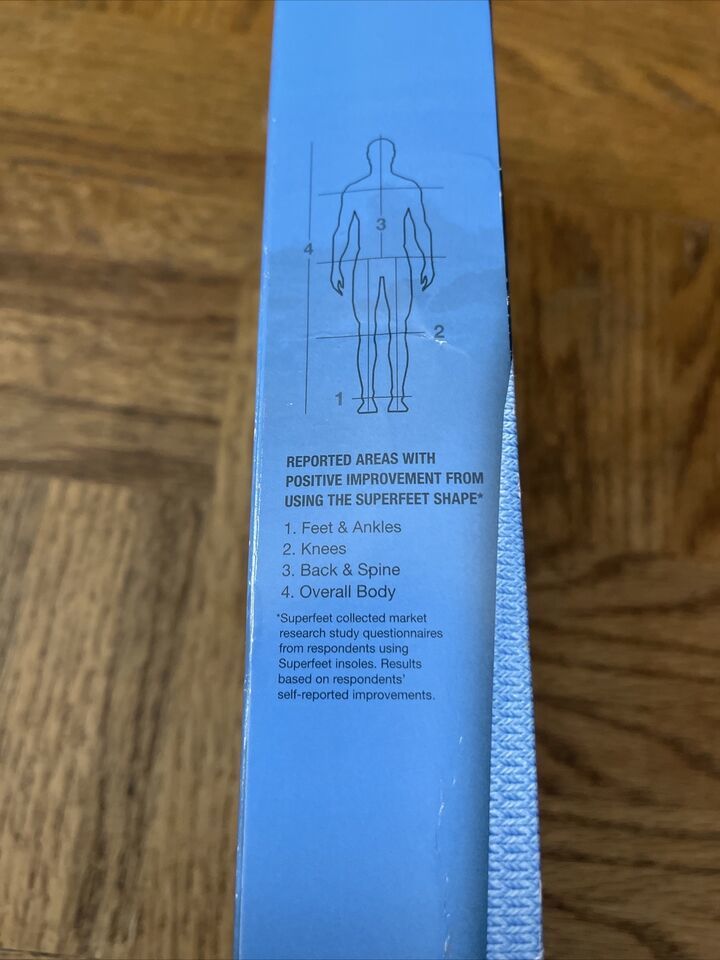 3
4
2
1
REPORTED AREAS WITH
POSITIVE IMPROVEMENT FROM
USING THE SUPERFEET SHAPE*
1. Feet & Ankles
2. Knees
3. Back & Spine
4. Overall Body
*Superfeet collected market
research study questionnaires
from respondents using
Superfeet insoles. Results
based on respondents'
self-reported improvements.